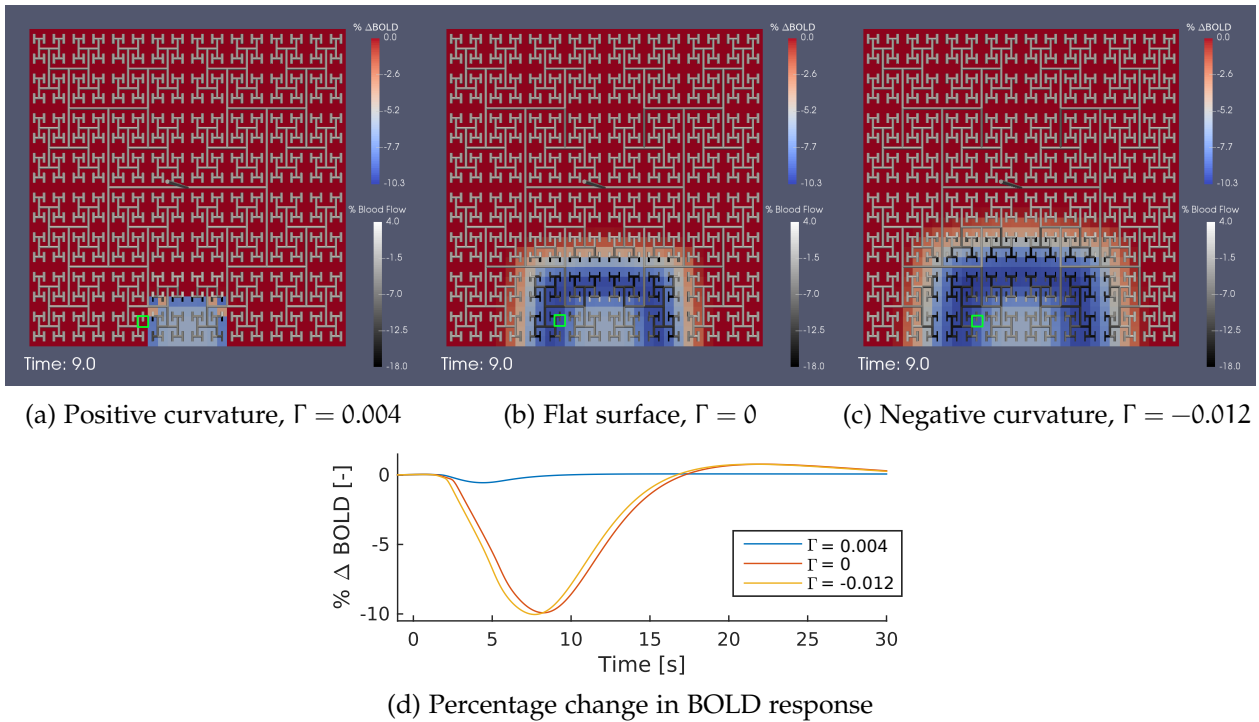 % ΔBOLD
0.0
-2.6
-5.2
-7.7
-10.3
% Blood Flow
4.0
-1.5
-7.0
-12.5
-18.0
Time: 9.0
% ΔBOLD
0.0
-2.6
-5.2
-7.7
-10.3
% Blood Flow
4.0
-1.5
-7.0
-12.5
-18.0
Time: 9.0
% ΔBOLD
0.0
-2.6
-5.2
-7.7
-10.3
% Blood Flow
4.0
-1.5
-7.0
-12.5
-18.0
Time: 9.0
(a) Positive curvature, Γ = 0.004
(b) Flat surface, Γ = 0
(c) Negative curvature, Γ = −0.012
% Δ BOLD [-]
0
-5
-10
Γ = 0.004
Γ = 0
Γ = -0.012
0 5 10 15 20 25 30
Time [s]
(d) Percentage change in BOLD response